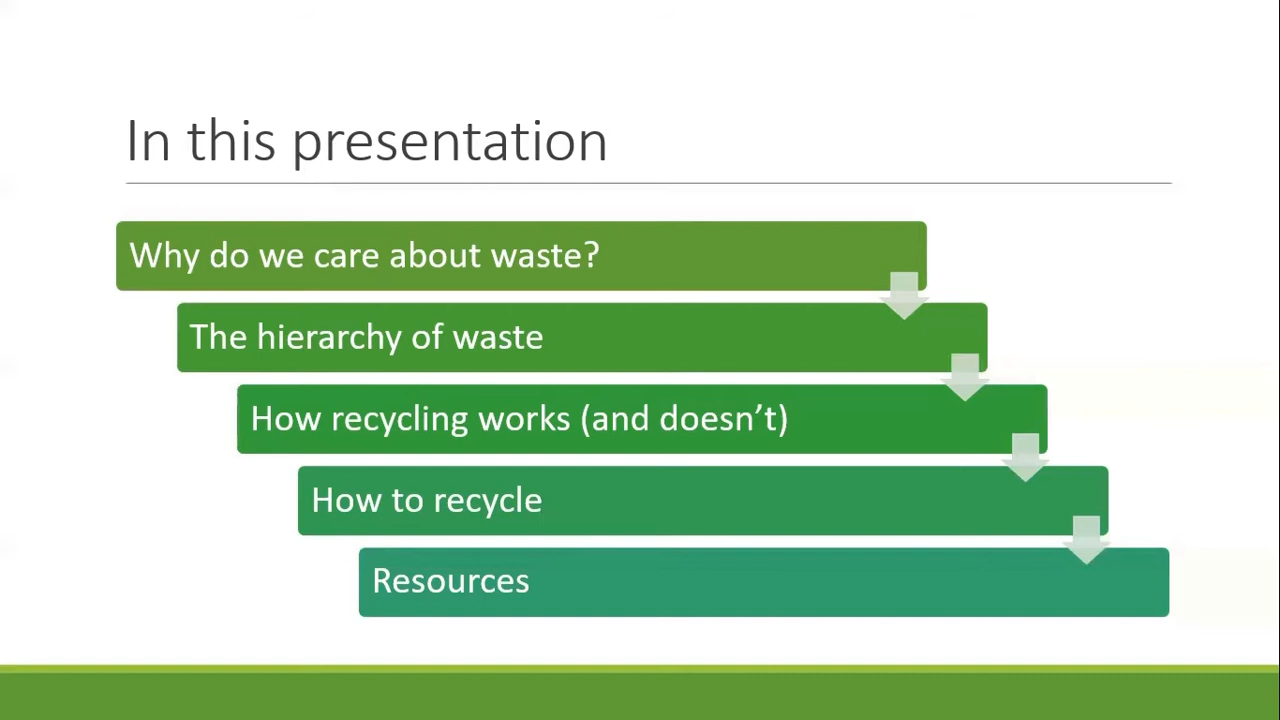 In this presentation
Why do we care about waste?
The hierarchy of waste
How recycling works (and doesn’t)
How to recycle
Resources